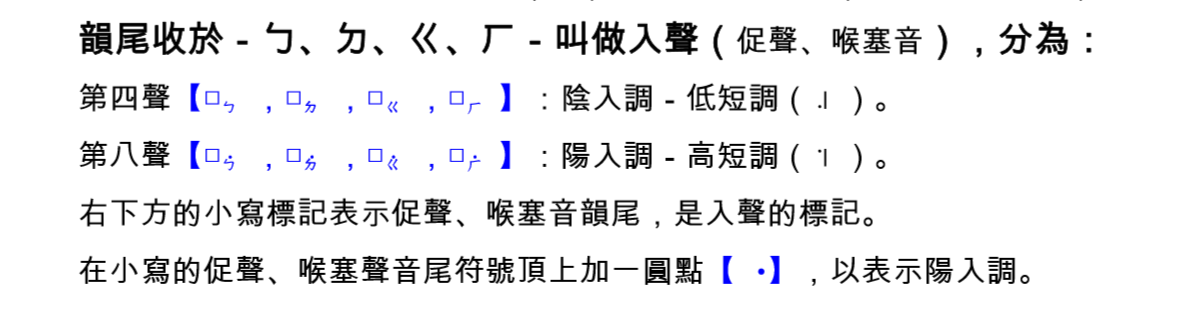 韻尾收於－ㄅ、ㄉ、ㄍ、ㄏ－叫做入聲（促聲、喉塞音），分為：
第四聲【□ㆴ，□ㆵ，□ㆶ，□ㆷ】：陰入調－低短調（.l）。
第八聲【□ㆴ̇，□ㆵ̇，□ㆶ̇，□ㆷ̇】：陽入調－高短調（˙l）。
右下方的小寫標記表示促聲、喉塞音韻尾，是入聲的標記。
在小寫的促聲、喉塞聲音尾符號頂上加一圓點【•】，以表示陽入調。